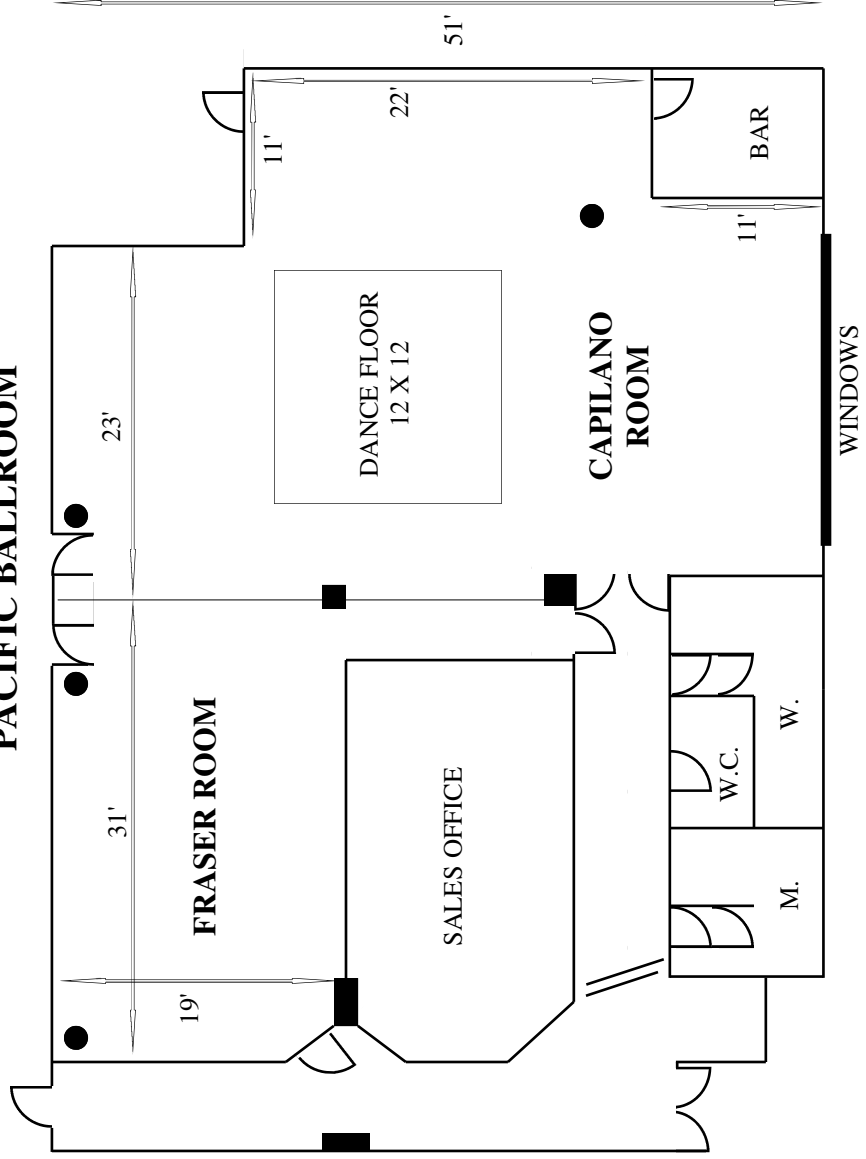 PACIFIC BALLROOM
51'
22'
11'
BAR
11'
23'
DANCE FLOOR
12 X 12
CAPILANO
ROOM
WINDOWS
31'
FRASER ROOM
19'
SALES OFFICE
W.C.
W.
M.